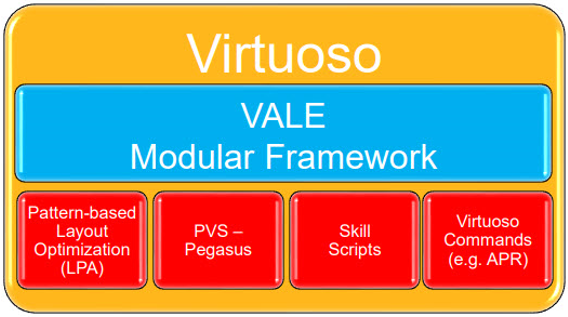 Virtuoso
VALE
Modular Framework
Pattern-based
Layout
Optimization
(LPA)
PVS –
Pegasus
Skill
Scripts
Virtuoso
Commands
(e.g. APR)